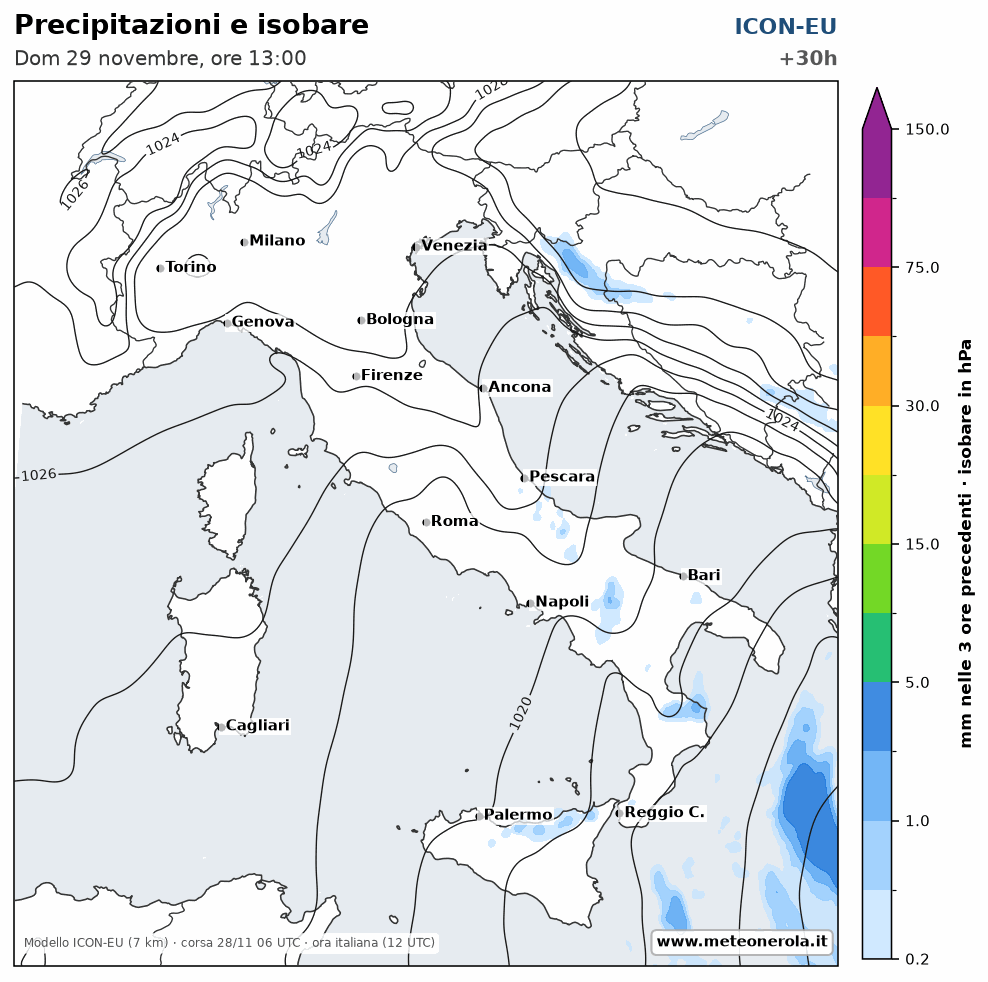 Precipitazioni e isobare
ICON-EU
Dom 29 novembre, ore 13:00
+30h
1026
1024
1024
1026
Milano
Venezia
Torino
Genova
Bologna
Firenze
Ancona
1024
1026
Pescara
Roma
Bari
Napoli
1020
Cagliari
Palermo
Reggio C.
Modello ICON-EU (7 km) · corsa 28/11 06 UTC · ora italiana (12 UTC)
www.meteonerola.it
150.0
75.0
30.0
15.0
5.0
1.0
0.2
mm nelle 3 ore precedenti · isobare in hPa